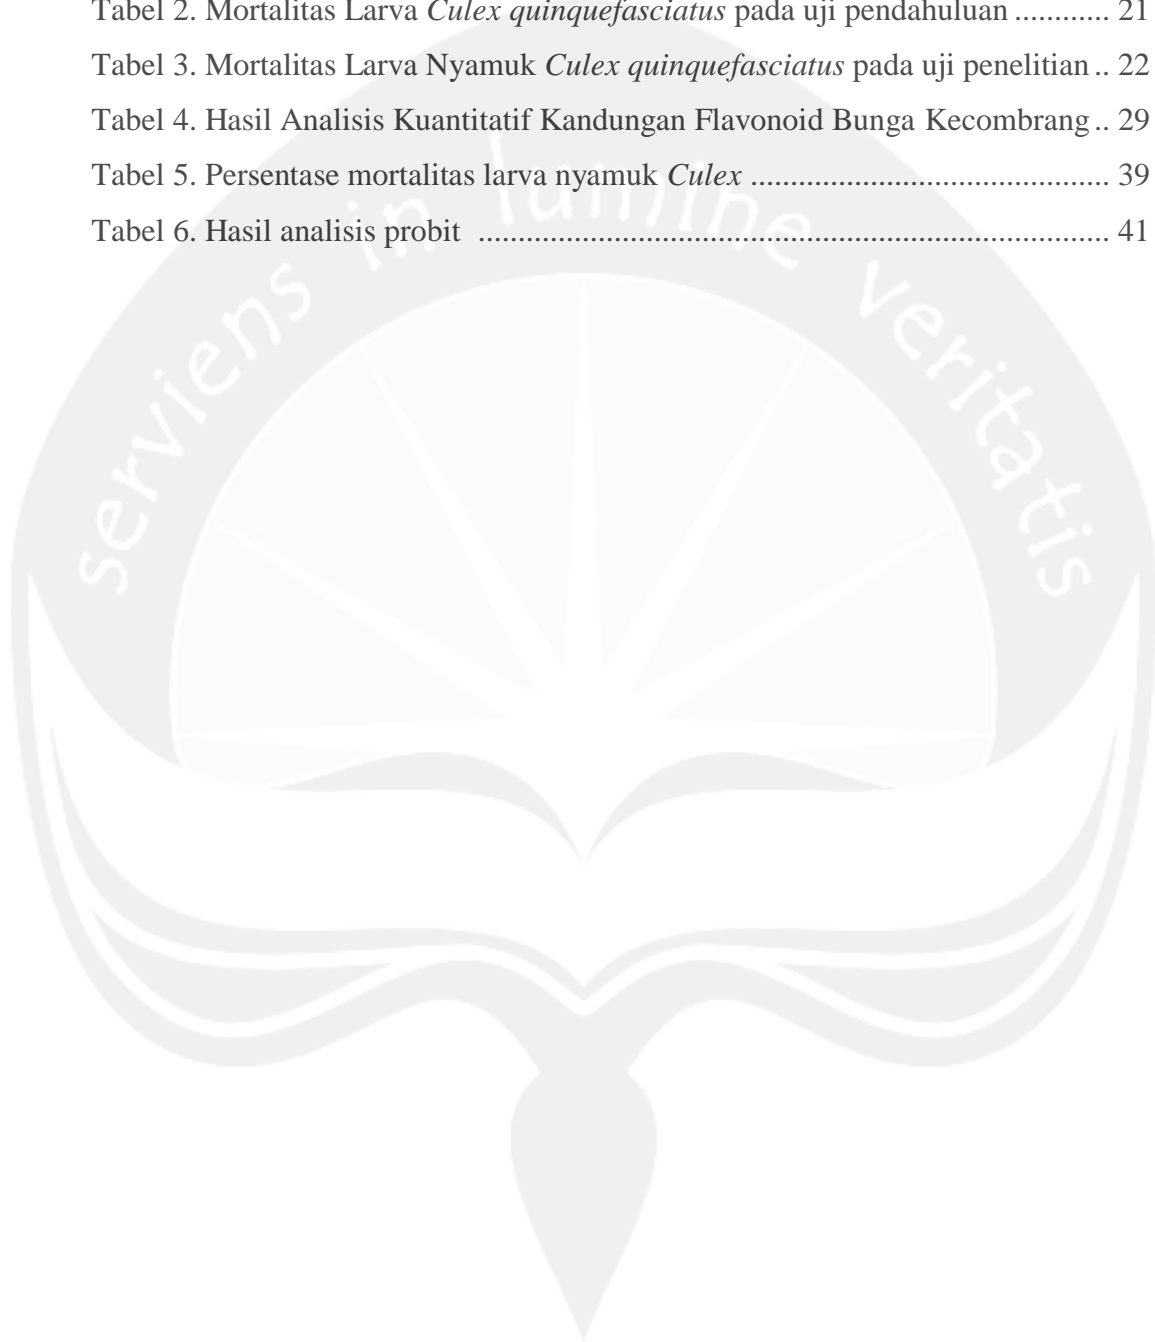 Tabel 2. Mortalitas Larva Culex quinquefasciatus pada uji pendahuluan ............ 21
Tabel 3. Mortalitas Larva Nyamuk Culex quinquefasciatus pada uji penelitian .. 22
Tabel 4. Hasil Analisis Kuantitatif Kandungan Flavonoid Bunga Kecombrang .. 29
Tabel 5. Persentase mortalitas larva nyamuk Culex ............................................. 39
Tabel 6. Hasil analisis probit ................................................................................ 41
serviens in lumine veritatis